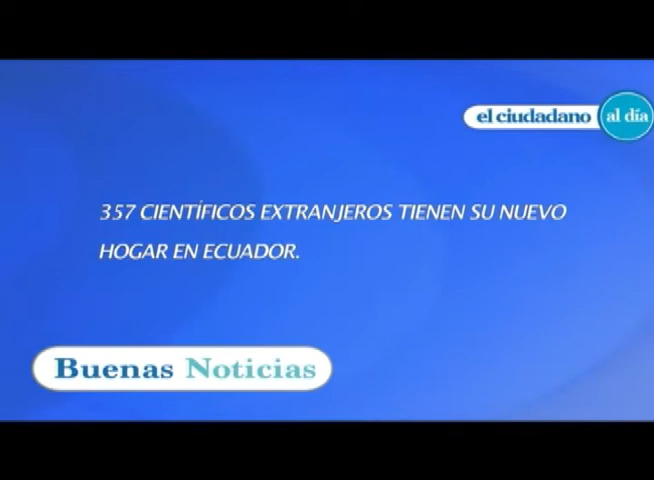 el ciudadano al día
357 CIENTÍFICOS EXTRANJEROS TIENEN SU NUEVO
HOGAR EN ECUADOR.
Buenas Noticias